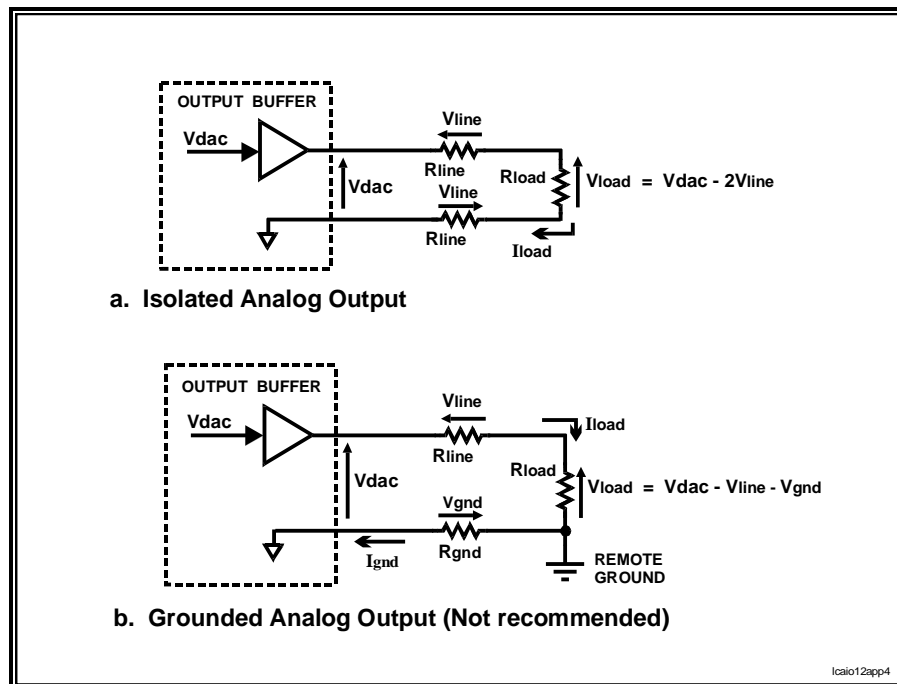 OUTPUT BUFFER
Vdac
Vline
Rline
Vdac
Rload
Vload = Vdac - 2Vline
Vline
Rline
Iload
a. Isolated Analog Output
OUTPUT BUFFER
Vdac
Vline
Iload
Rline
Rload
Vdac
Vload = Vdac - Vline - Vgnd
Vgnd
Ignd
Rgnd
REMOTE
GROUND
b. Grounded Analog Output (Not recommended)
lcaio12app4